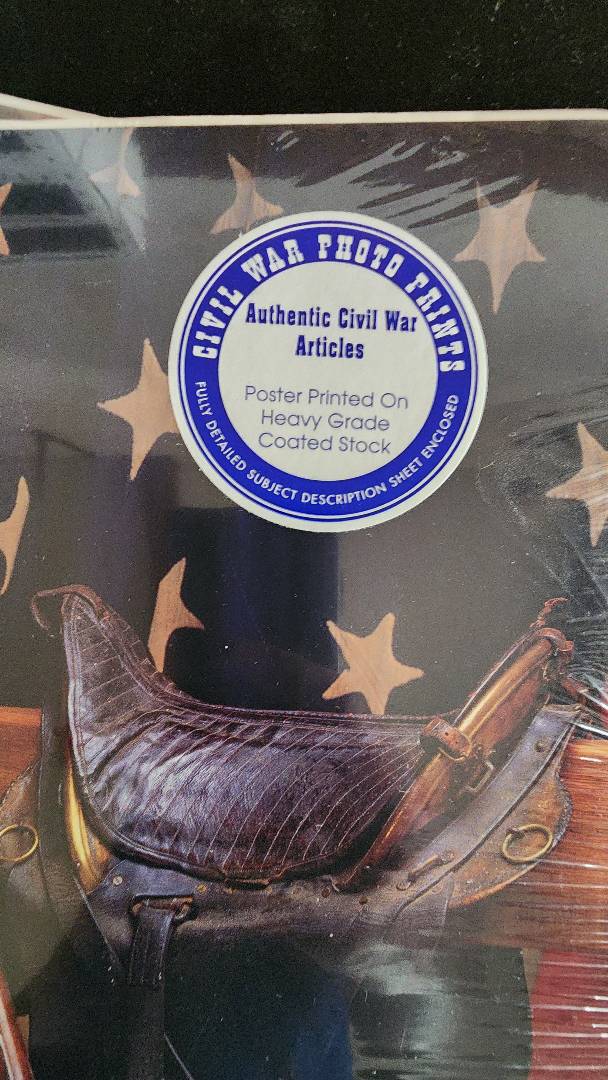 CIVIL WAR PHOTO PRINTS
Authentic Civil War
Articles
Poster Printed On
Heavy Grade
Coated Stock
FULLY DETAILED SUBJECT DESCRIPTION SHEET ENCLOSED